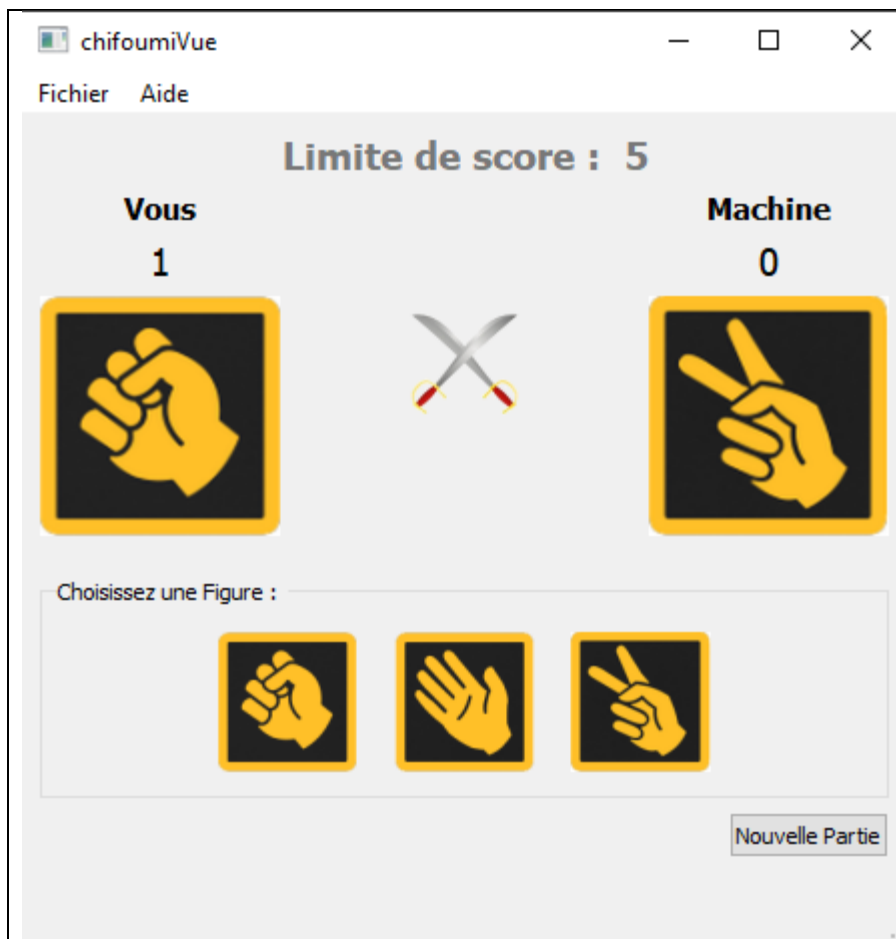 chifoumiVue
Fichier Aide
Limite de score : 5
Vous Machine
1 0
Choisissez une Figure :
Nouvelle Partie